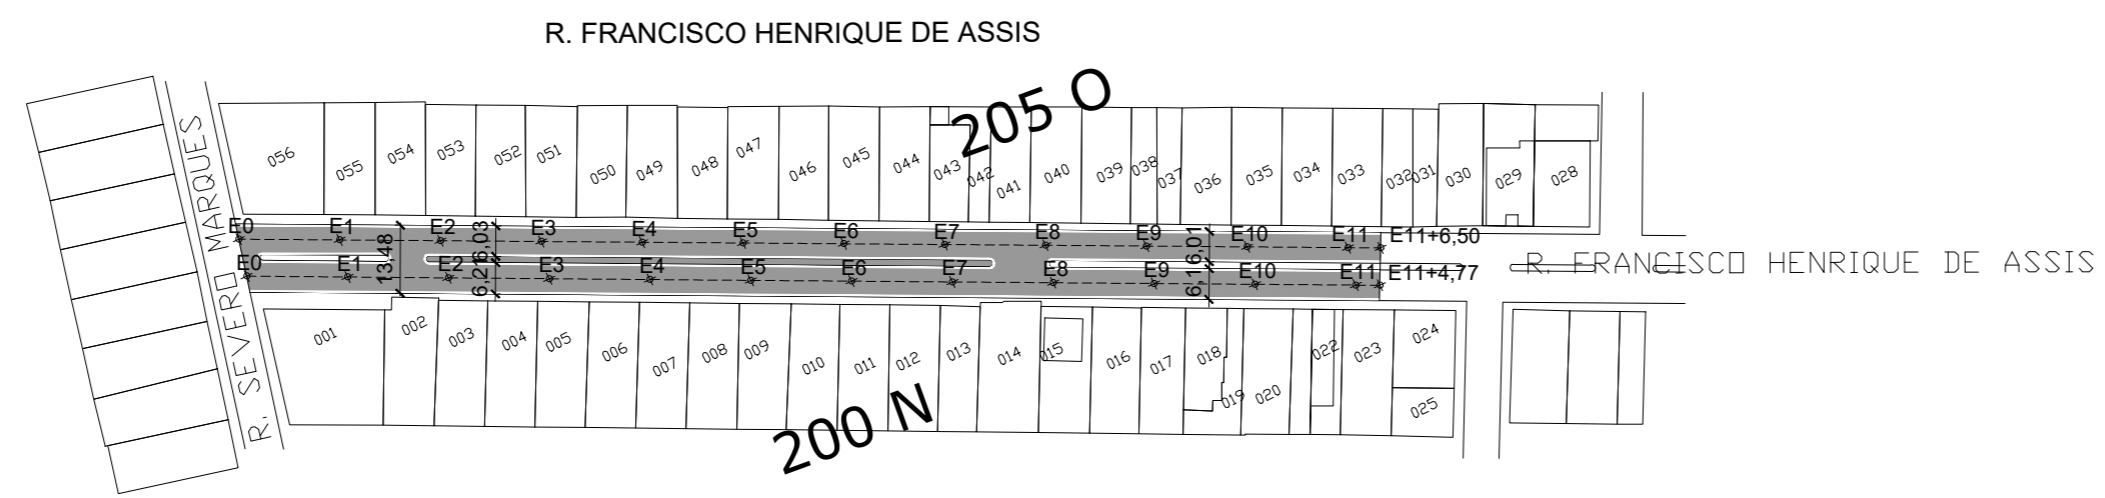 R. FRANCISCO HENRIQUE DE ASSIS
205 O
R. SEVERO MARQUES
056 055 054 053 052 051 050 049 048 047 046 045 044 043 042 041 040 039 038 037 036 035 034 033 032 031 030 029 028
E0 E1 E2 E3 E4 E5 E6 E7 E8 E9 E10 E11 E11+6,50
13,48 6,03 6,01
R. FRANCISCO HENRIQUE DE ASSIS
E0 E1 E2 E3 E4 E5 E6 E7 E8 E9 E10 E11 E11+4,77
6,21 6,16
001 002 003 004 005 006 007 008 009 010 011 012 013 014 015 016 017 018 019 020 022 023 024
025
200 N